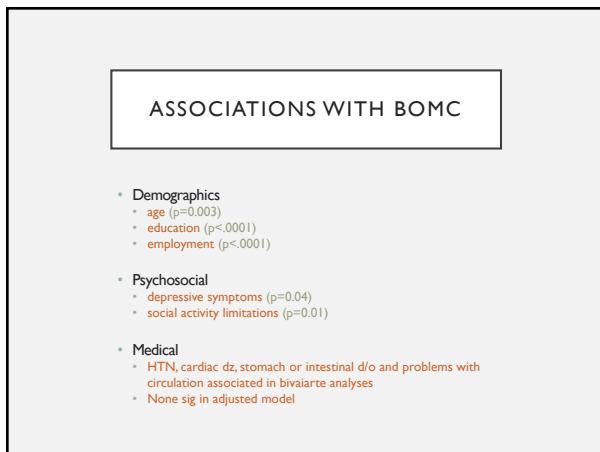 ASSOCIATIONS WITH BOMC
• Demographics
• age (p=0.003)
• education (p<.0001)
• employment (p<.0001)
• Psychosocial
• depressive symptoms (p=0.04)
• social activity limitations (p=0.01)
• Medical
• HTN, cardiac dz, stomach or intestinal d/o and problems with
circulation associated in bivaiarte analyses
• None sig in adjusted model